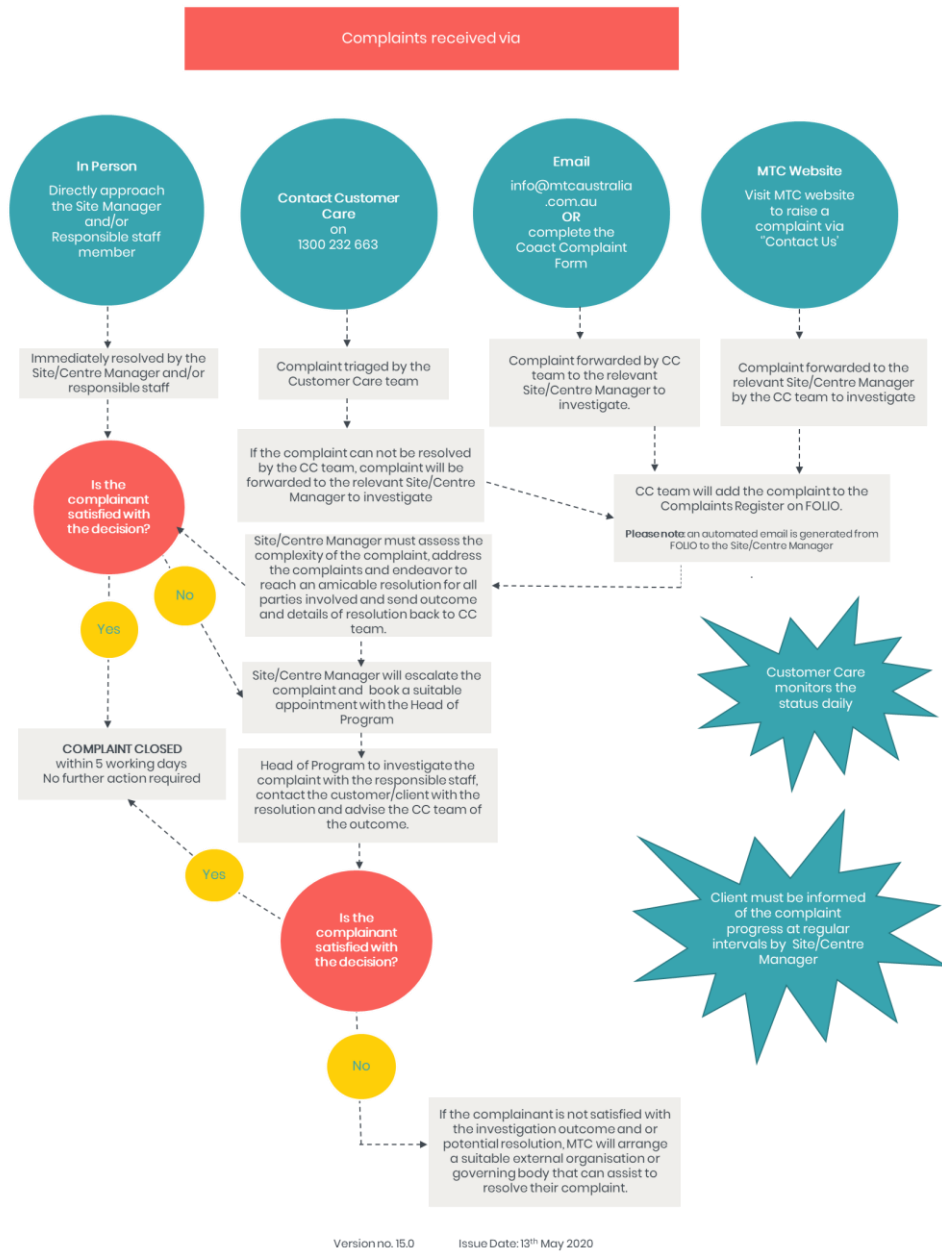 Complaints received via
In Person
Directly approach
the Site Manager
and/or
Responsible staff
member
Contact Customer
Care
on
1300 232 663
Email
info@mtcaustralia
.com.au
OR
complete the
Coact Complaint
Form
MTC Website
Visit MTC website
to raise a
complaint via
"Contact Us'
Immediately resolved by the
Site/Centre Manager and/or
responsible staff
Complaint triaged by the
Customer Care team
Complaint forwarded by CC
team to the relevant
Site/Centre Manager to
investigate.
Complaint forwarded to the
relevant Site/Centre Manager
by the CC team to investigate
Is the
complainant
satisfied with
the decision?
If the complaint can not be resolved
by the CC team, complaint will be
forwarded to the relevant Site/Centre
Manager to investigate
CC team will add the complaint to the
Complaints Register on FOLIO.
Please note: an automated email is generated from
FOLIO to the Site/Centre Manager
Site/Centre Manager must assess the
complexity of the complaint, address
the complaints and endeavor to
reach an amicable resolution for all
parties involved and send outcome
and details of resolution back to CC
team.
No
Yes
Site/Centre Manager will escalate the
complaint and book a suitable
appointment with the Head of
Program
Customer Care
monitors the
status daily
COMPLAINT CLOSED
within 5 working days
No further action required
Head of Program to investigate the
complaint with the responsible staff,
contact the customer/client with the
resolution and advise the CC team of
the outcome.
Yes
Is the
complainant
satisfied with
the decision?
Client must be informed
of the complaint
progress at regular
intervals by Site/Centre
Manager
No
If the complainant is not satisfied with
the investigation outcome and or
potential resolution, MTC will arrange
a suitable external organisation or
governing body that can assist to
resolve their complaint.
Version no. 15.0 Issue Date: 13th May 2020